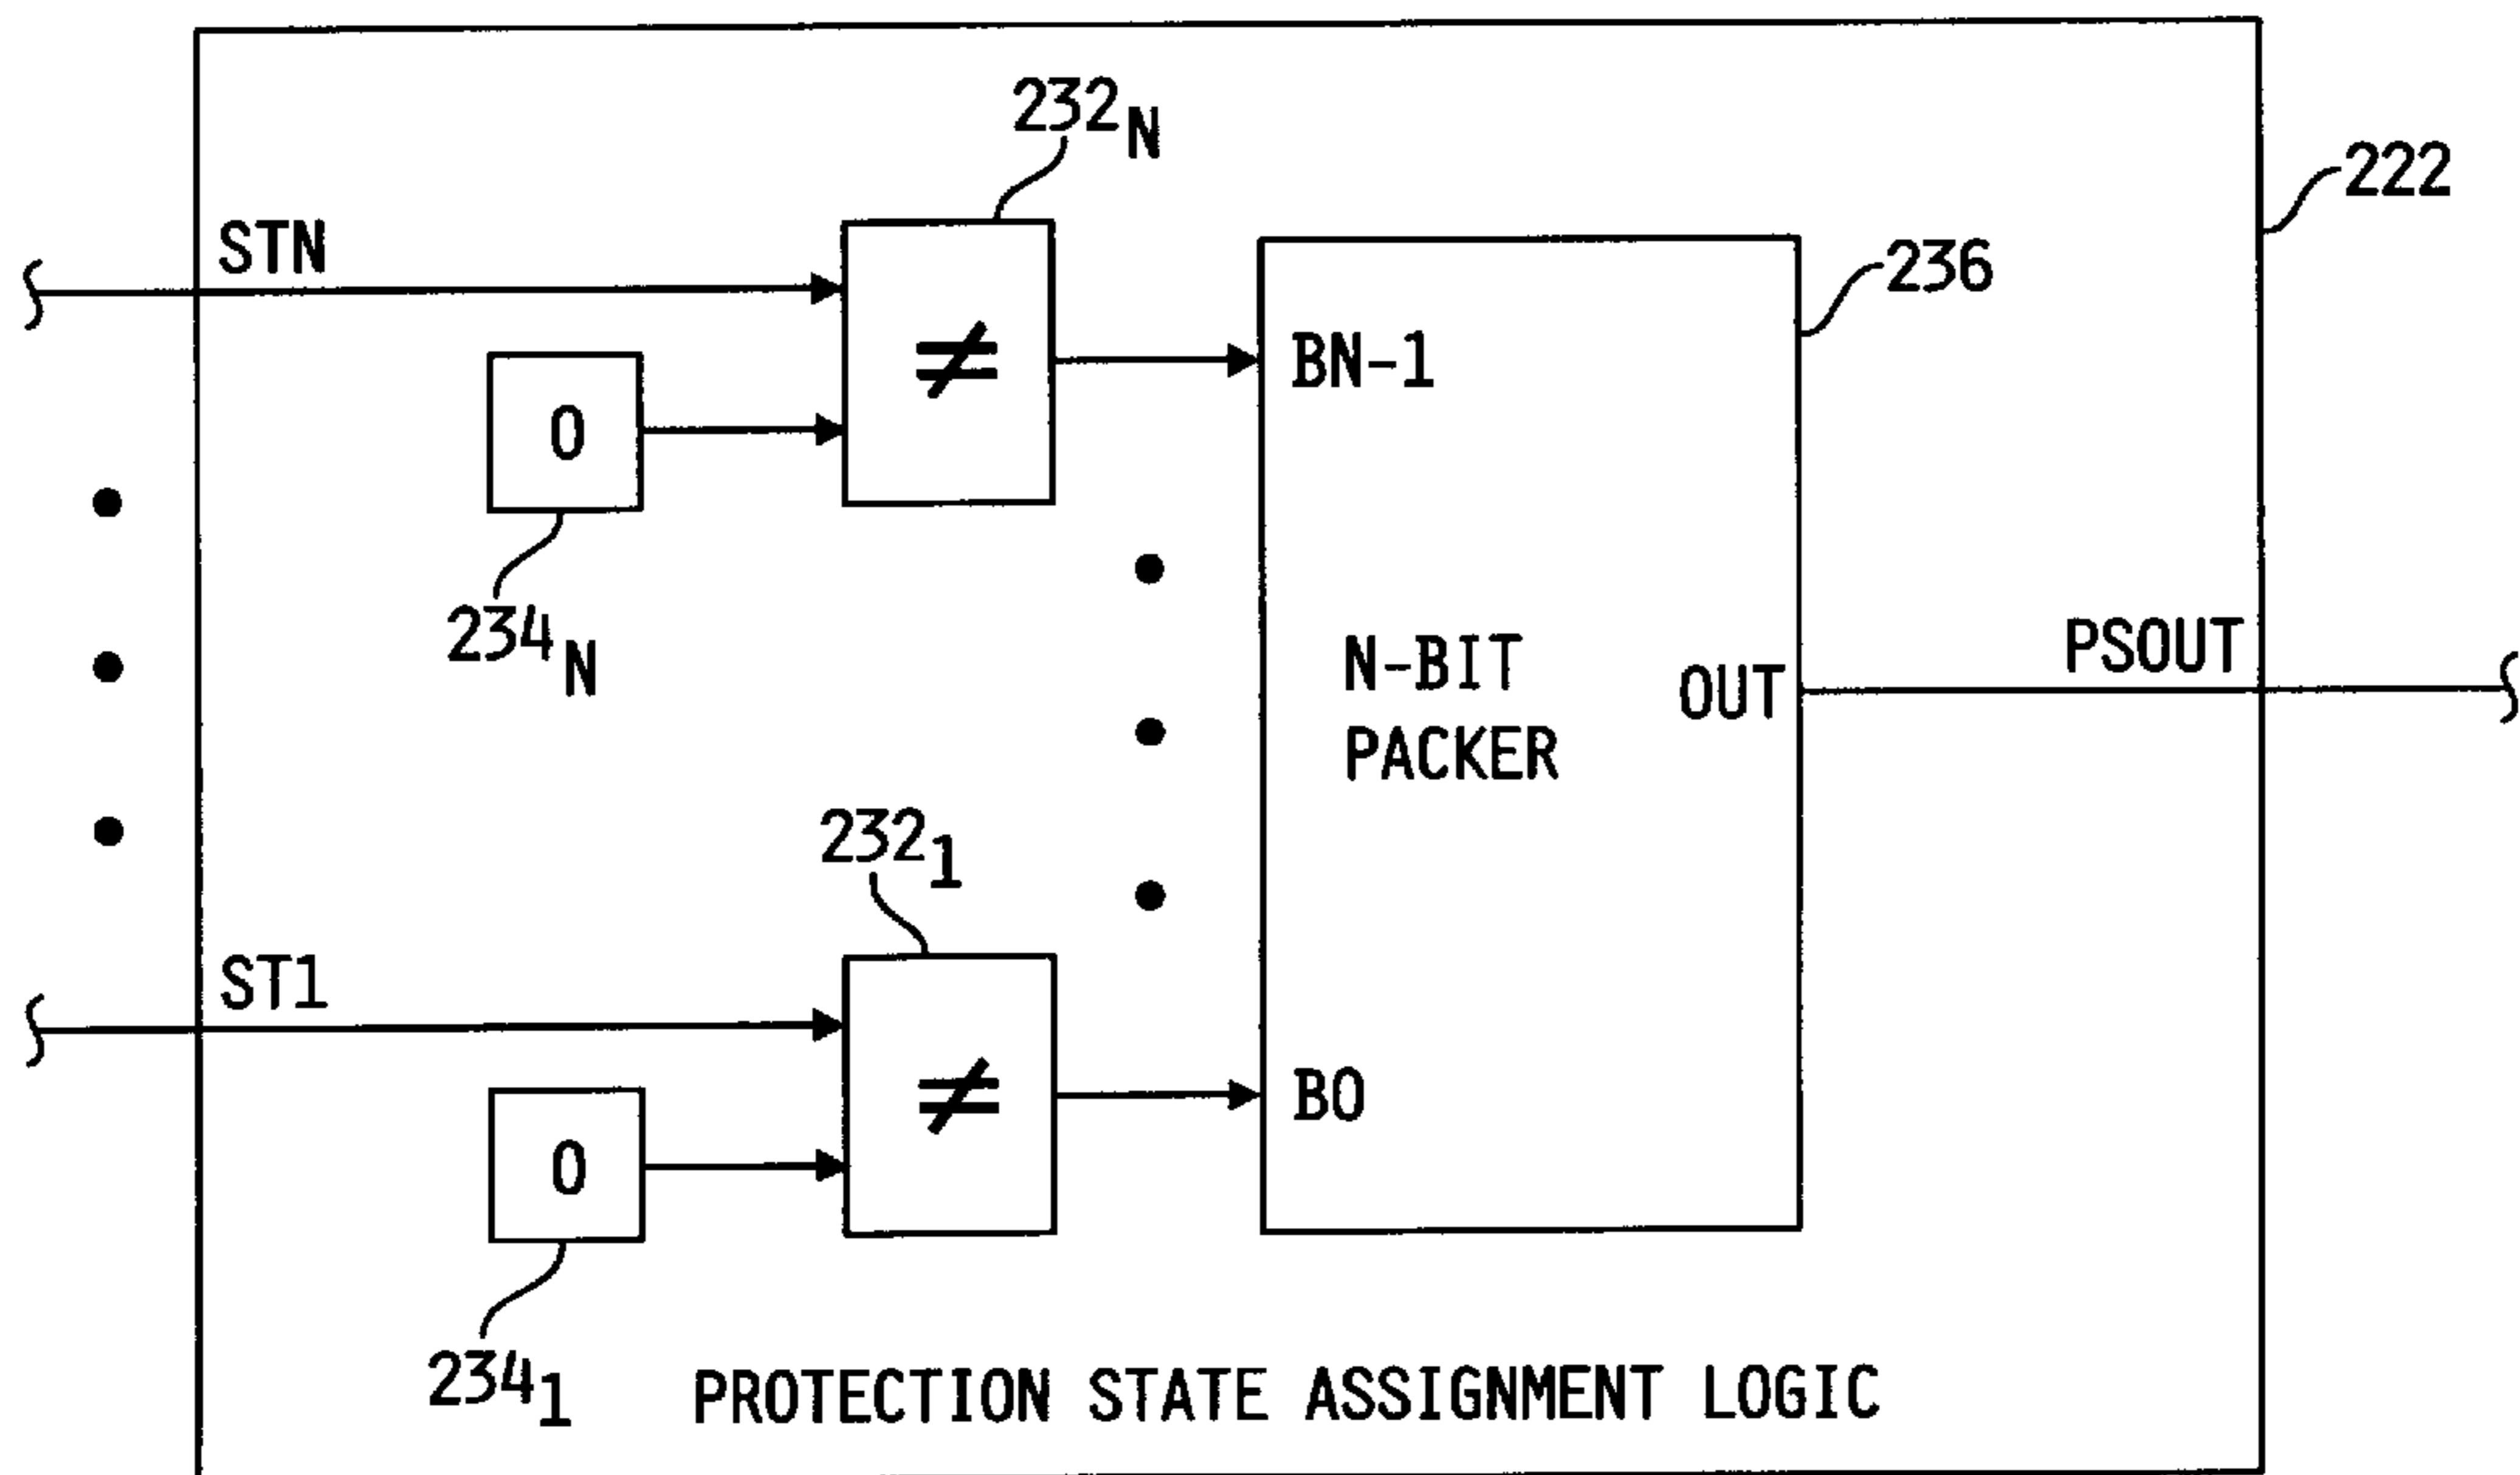 232N
222
STN
236
≠
BN-1
0
234N
N-BIT
PACKER
OUT
PSOUT
2321
ST1
≠
B0
0
2341
PROTECTION STATE ASSIGNMENT LOGIC